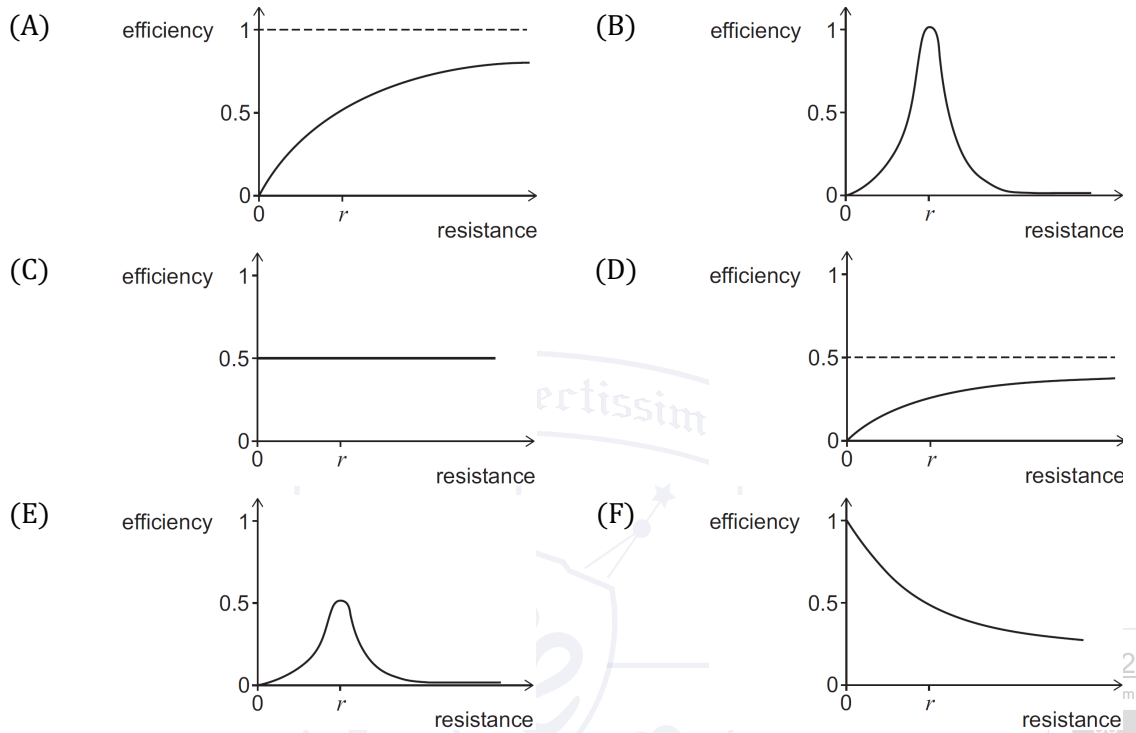 (A)
efficiency
1
0.5
0
0
r
resistance
(B)
efficiency
1
0.5
0
0
r
resistance
(C)
efficiency
1
0.5
0
0
r
resistance
(D)
efficiency
1
0.5
0
0
r
resistance
(E)
efficiency
1
0.5
0
0
r
resistance
(F)
efficiency
1
0.5
0
0
r
resistance
ertissim
2
m